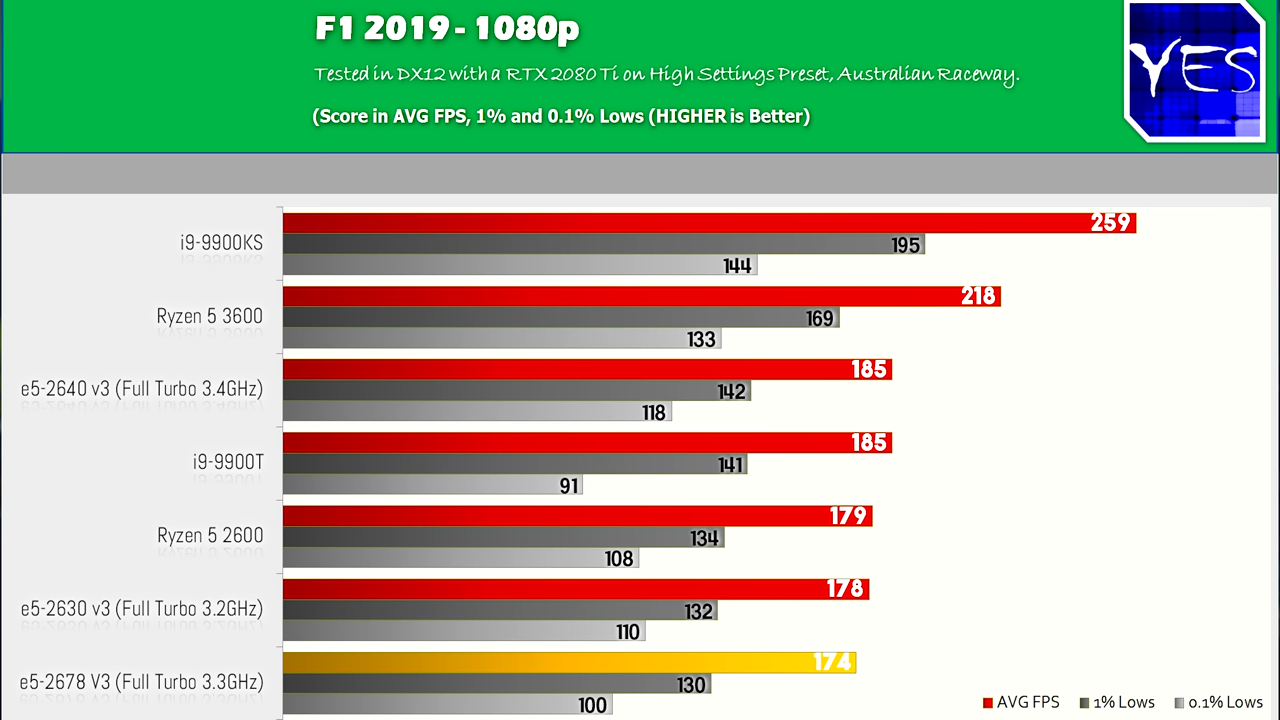 F1 2019 - 1080p
YES
Tested in DX12 with a RTX 2080 Ti on High Settings Preset, Australian Raceway.
(Score in AVG FPS, 1% and 0.1% Lows (HIGHER is Better)
i9-9900KS
259
195
144
Ryzen 5 3600
218
169
133
e5-2640 v3 (Full Turbo 3.4GHz)
185
142
118
i9-9900T
185
141
91
Ryzen 5 2600
179
134
108
e5-2630 v3 (Full Turbo 3.2GHz)
178
132
110
e5-2678 V3 (Full Turbo 3.3GHz)
174
130
100
AVG FPS 1% Lows 0.1% Lows